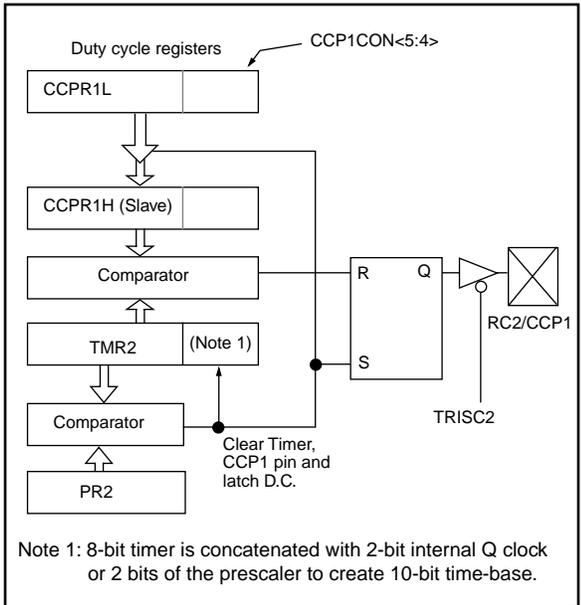 Duty cycle registers
CCP1CON<5:4>
CCPR1L
CCPR1H (Slave)
Comparator
R
Q
RC2/CCP1
TMR2
(Note 1)
S
TRISC2
Comparator
Clear Timer,
CCP1 pin and
latch D.C.
PR2
Note 1: 8-bit timer is concatenated with 2-bit internal Q clock
or 2 bits of the prescaler to create 10-bit time-base.